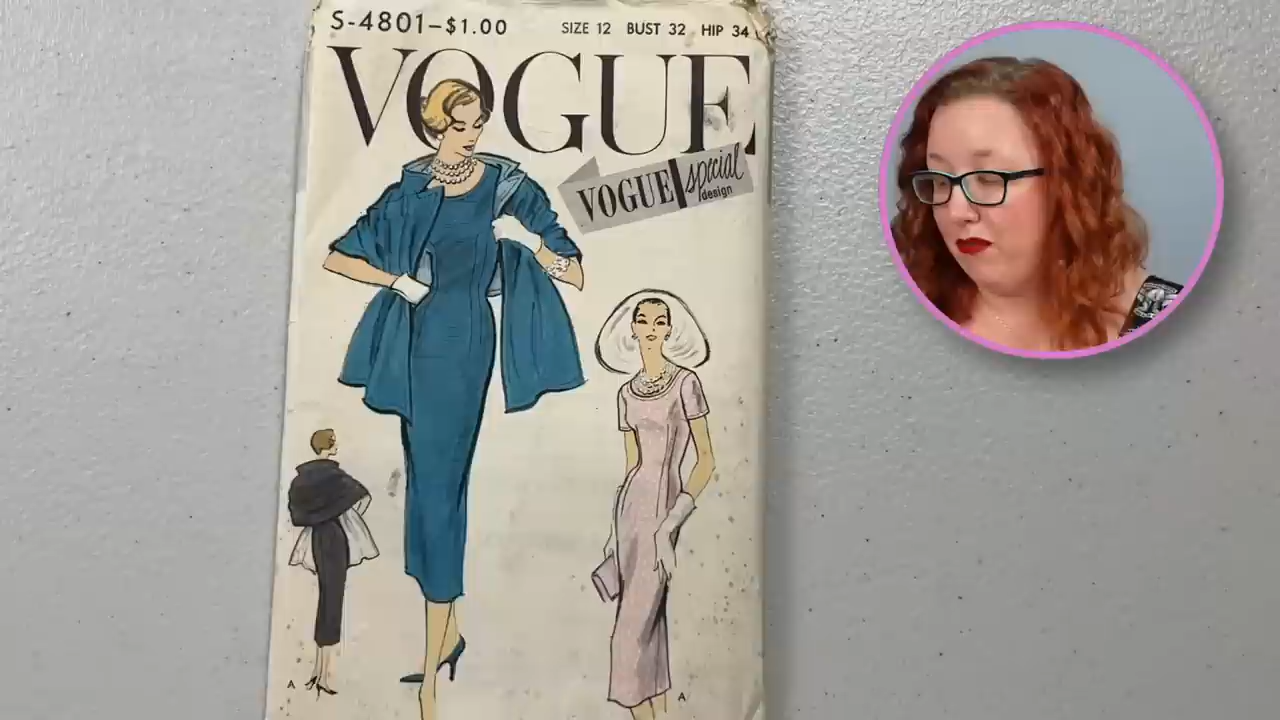 S-4801–$1.00 SIZE 12 BUST 32 HIP 34
VOGUE
VOGUE special
design
A
A